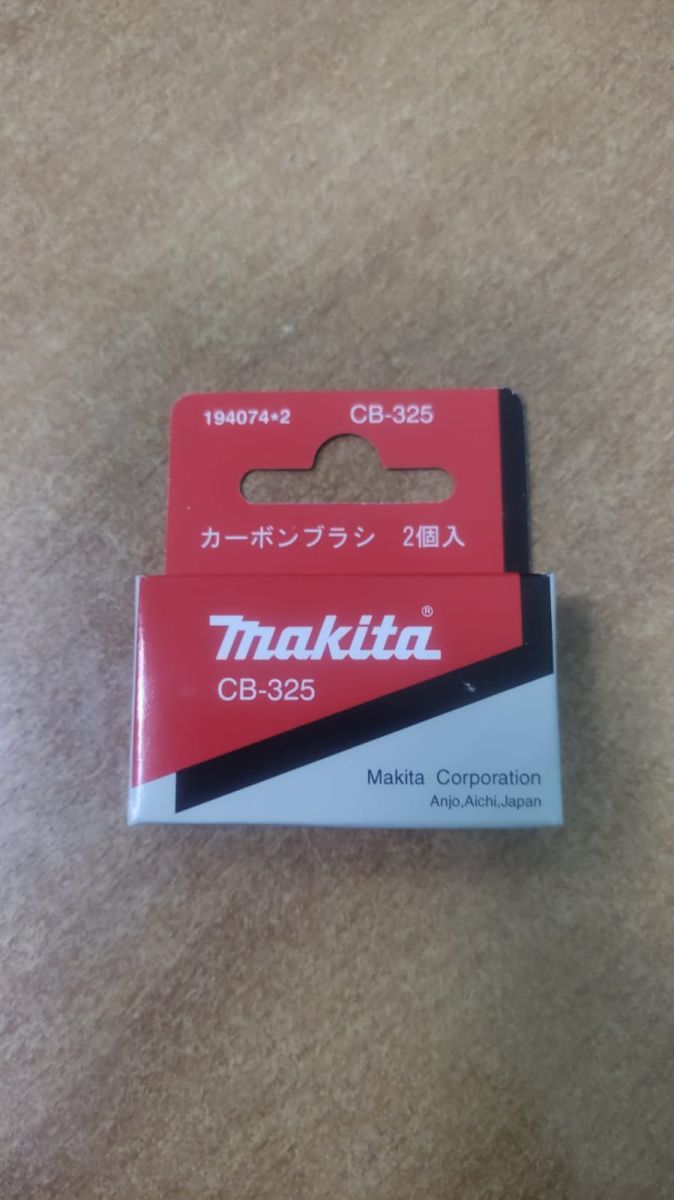 194074*2 CB-325
カーボンブラシ 2個入
makita®
CB-325
Makita Corporation
Anjo,Aichi,Japan